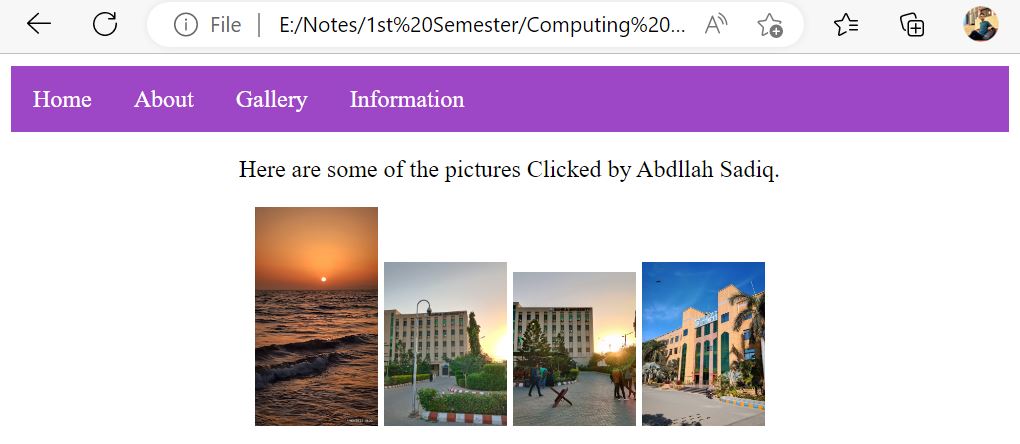 File | E:/Notes/1st%20Semester/Computing%20...
Home About Gallery Information
Here are some of the pictures Clicked by Abdllah Sadiq.